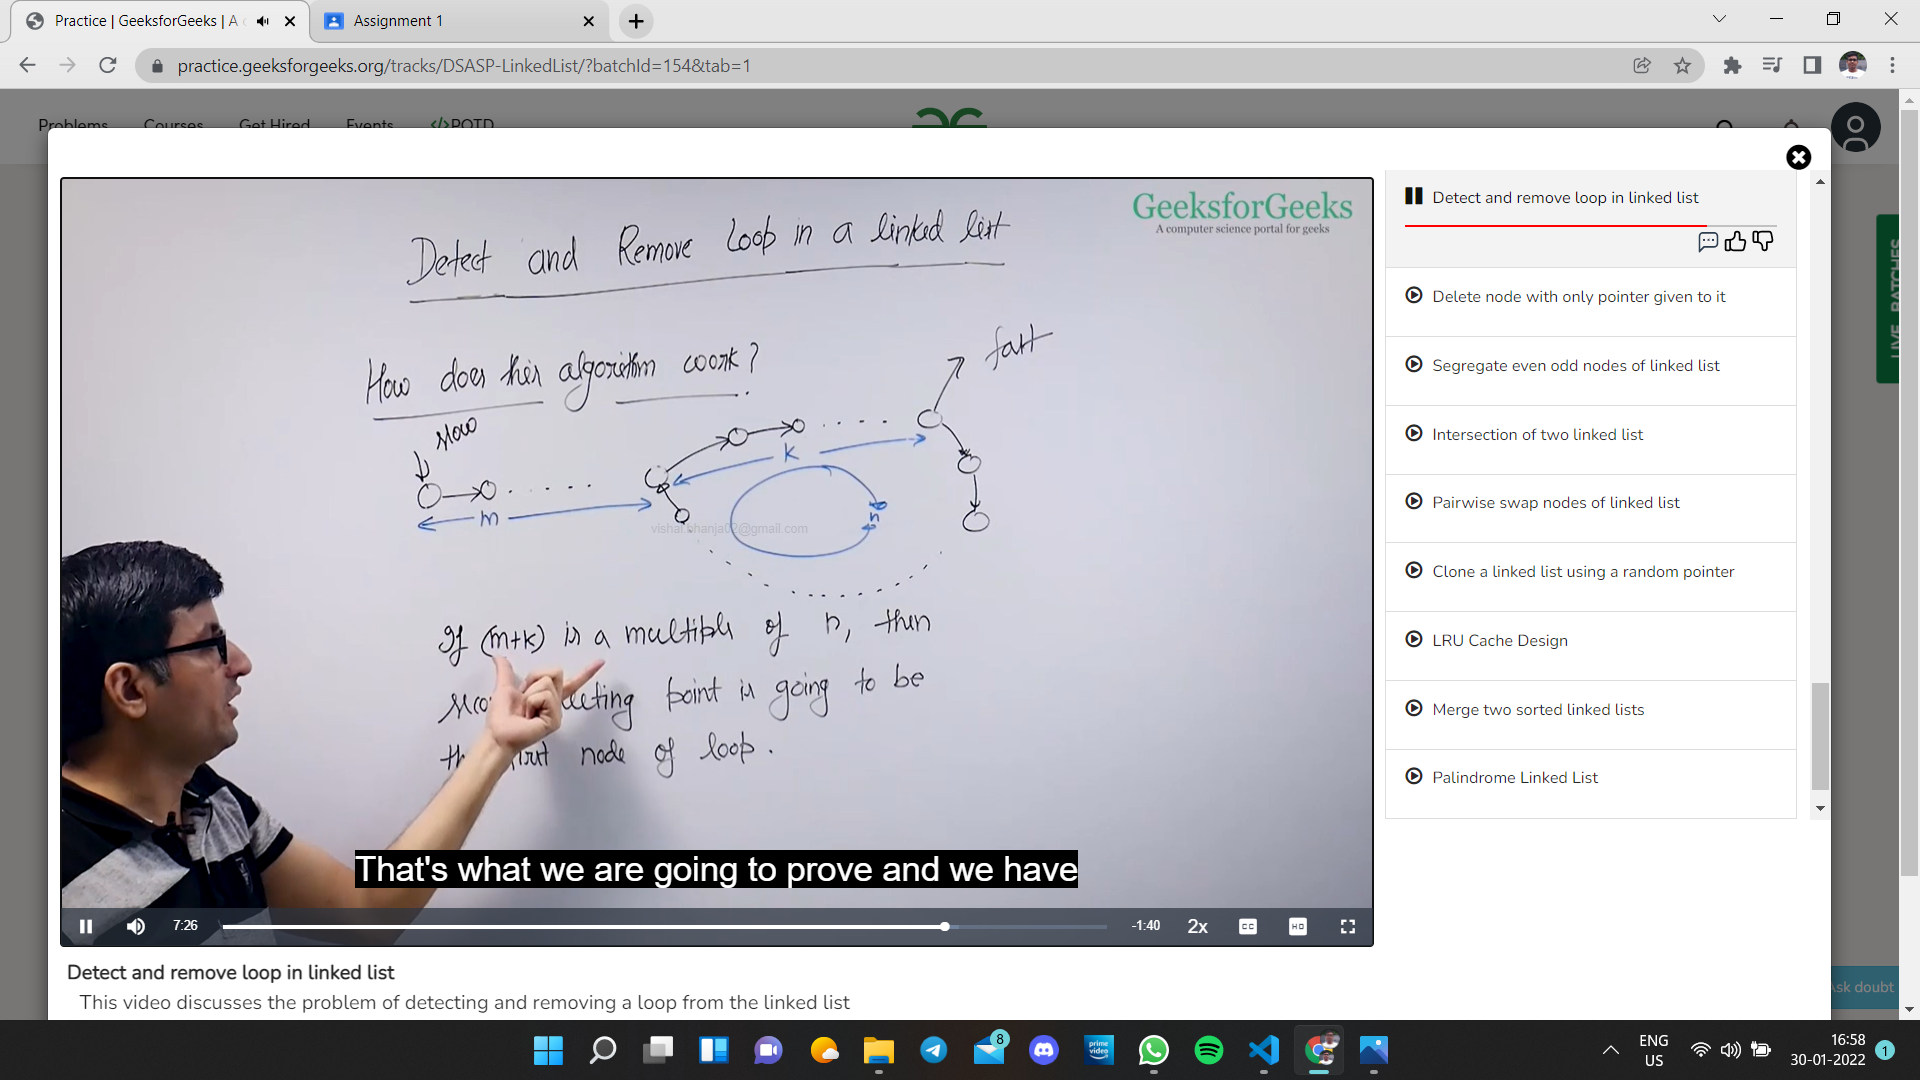 Practice | GeeksforGeeks | A c
Assignment 1
practice.geeksforgeeks.org/tracks/DSASP-LinkedList/?batchId=154&tab=1
Problems Courses Get Hired Events </>POTD
GeeksforGeeks
A computer science portal for geeks
Detect and Remove Loop in a linked list
How does this algorithm work?
slow
fast
m
K
n
vishal.bhanja02@gmail.com
If (m+k) is a multiple of n, then
meeting point is going to be
first node of loop.
That's what we are going to prove and we have
7:26
-1:40
2x
CC
HD
Detect and remove loop in linked list
This video discusses the problem of detecting and removing a loop from the linked list
Detect and remove loop in linked list
Delete node with only pointer given to it
Segregate even odd nodes of linked list
Intersection of two linked list
Pairwise swap nodes of linked list
Clone a linked list using a random pointer
LRU Cache Design
Merge two sorted linked lists
Palindrome Linked List
LIVE BATCHES
Ask doubt
8
prime video
ENG
US
16:58
30-01-2022
1